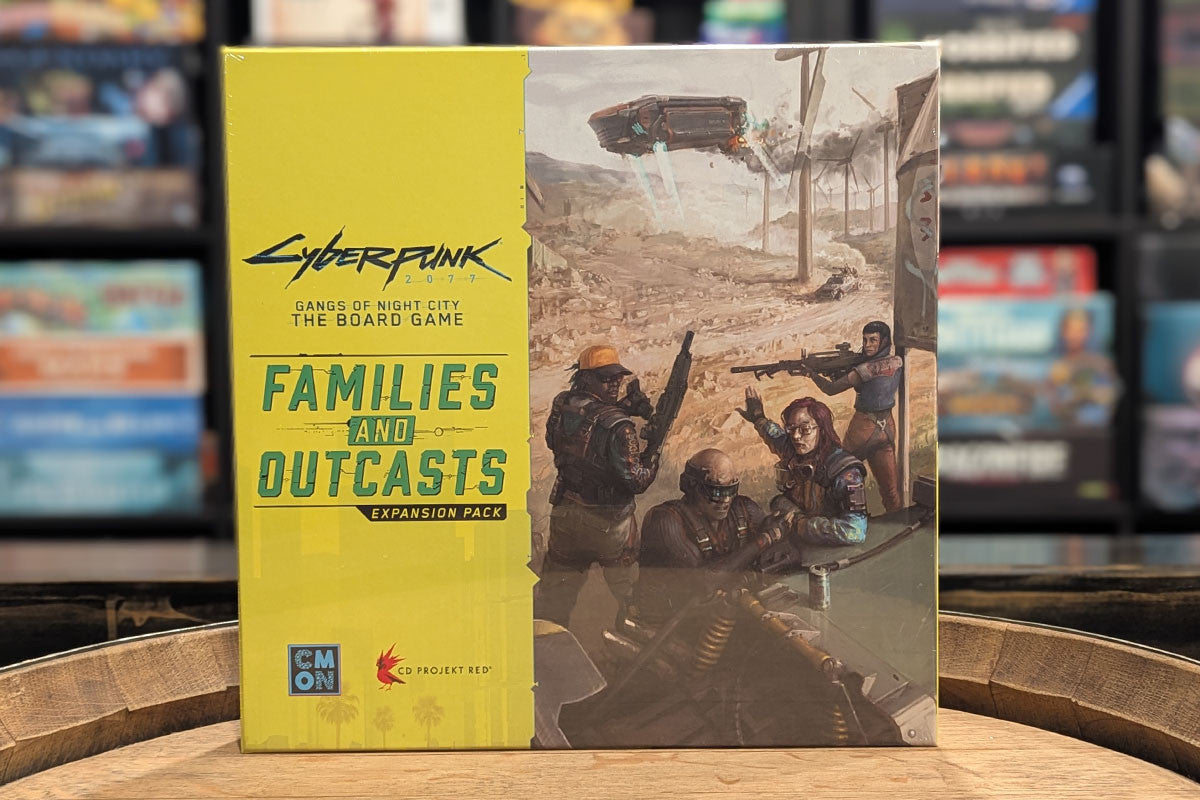 CYBERPUNK
2077
GANGS OF NIGHT CITY
THE BOARD GAME
FAMILIES
AND
OUTCASTS
EXPANSION PACK
CMON
CD PROJEKT RED®